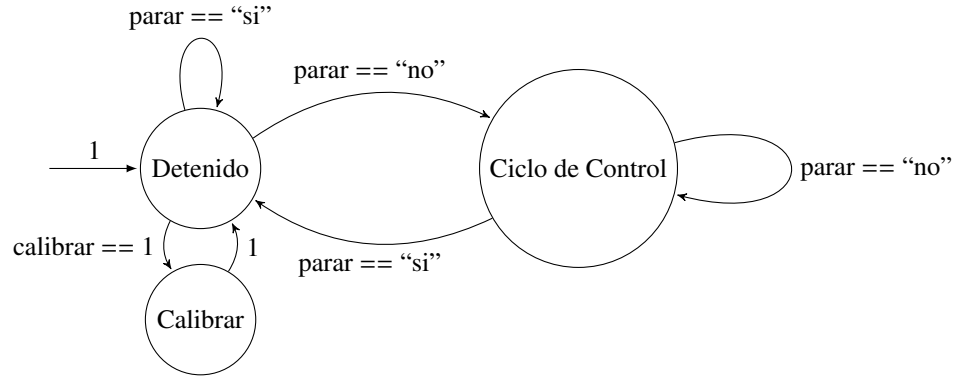 parar == “si”
parar == “no”
1
Detenido
Ciclo de Control
parar == “no”
calibrar == 1
1
parar == “si”
Calibrar